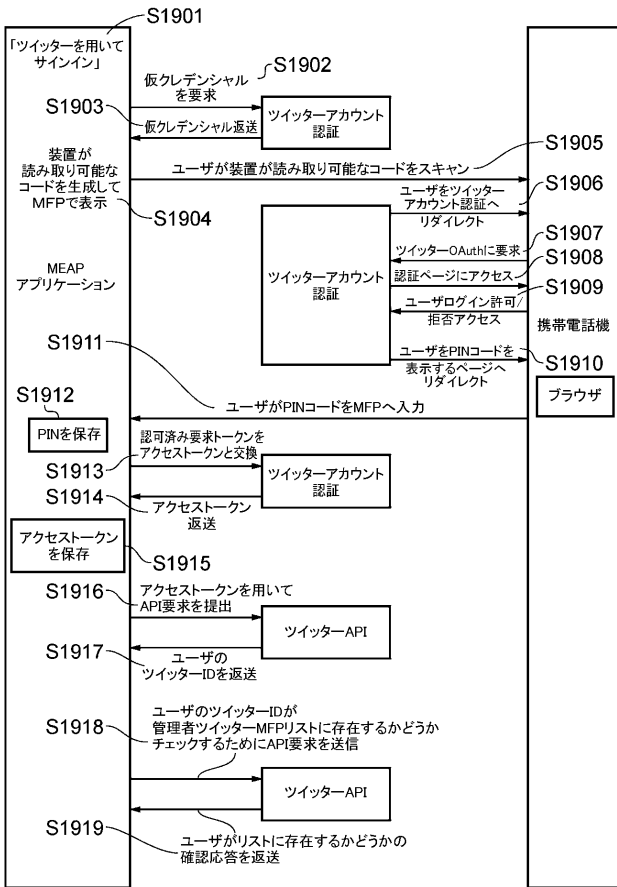 S1901
「ツイッターを用いて
サインイン」
S1902
仮クレデンシャル
を要求
S1903
ツイッターアカウント
認証
仮クレデンシャル返送
S1905
装置が
読み取り可能な
コードを生成して
MFPで表示
ユーザが装置が読み取り可能なコードをスキャン
S1904
ユーザをツイッター
アカウント認証へ
リダイレクト
S1906
S1907
ツイッターOAuthに要求
S1908
MEAP
アプリケーション
ツイッターアカウント
認証
認証ページにアクセス
S1909
ユーザログイン許可/
拒否アクセス
携帯電話機
S1911
ユーザをPINコードを
表示するページへ
リダイレクト
S1910
ブラウザ
S1912
ユーザがPINコードをMFPへ入力
PINを保存
認可済み要求トークンを
アクセストークンと交換
S1913
ツイッターアカウント
認証
S1914
アクセストークン
返送
アクセストークン
を保存
S1915
S1916
アクセストークンを用いて
API要求を提出
ツイッターAPI
S1917
ユーザの
ツイッターIDを返送
S1918
ユーザのツイッターIDが
管理者ツイッターMFPリストに存在するかどうか
チェックするためにAPI要求を送信
ツイッターAPI
S1919
ユーザがリストに存在するかどうかの
確認応答を返送